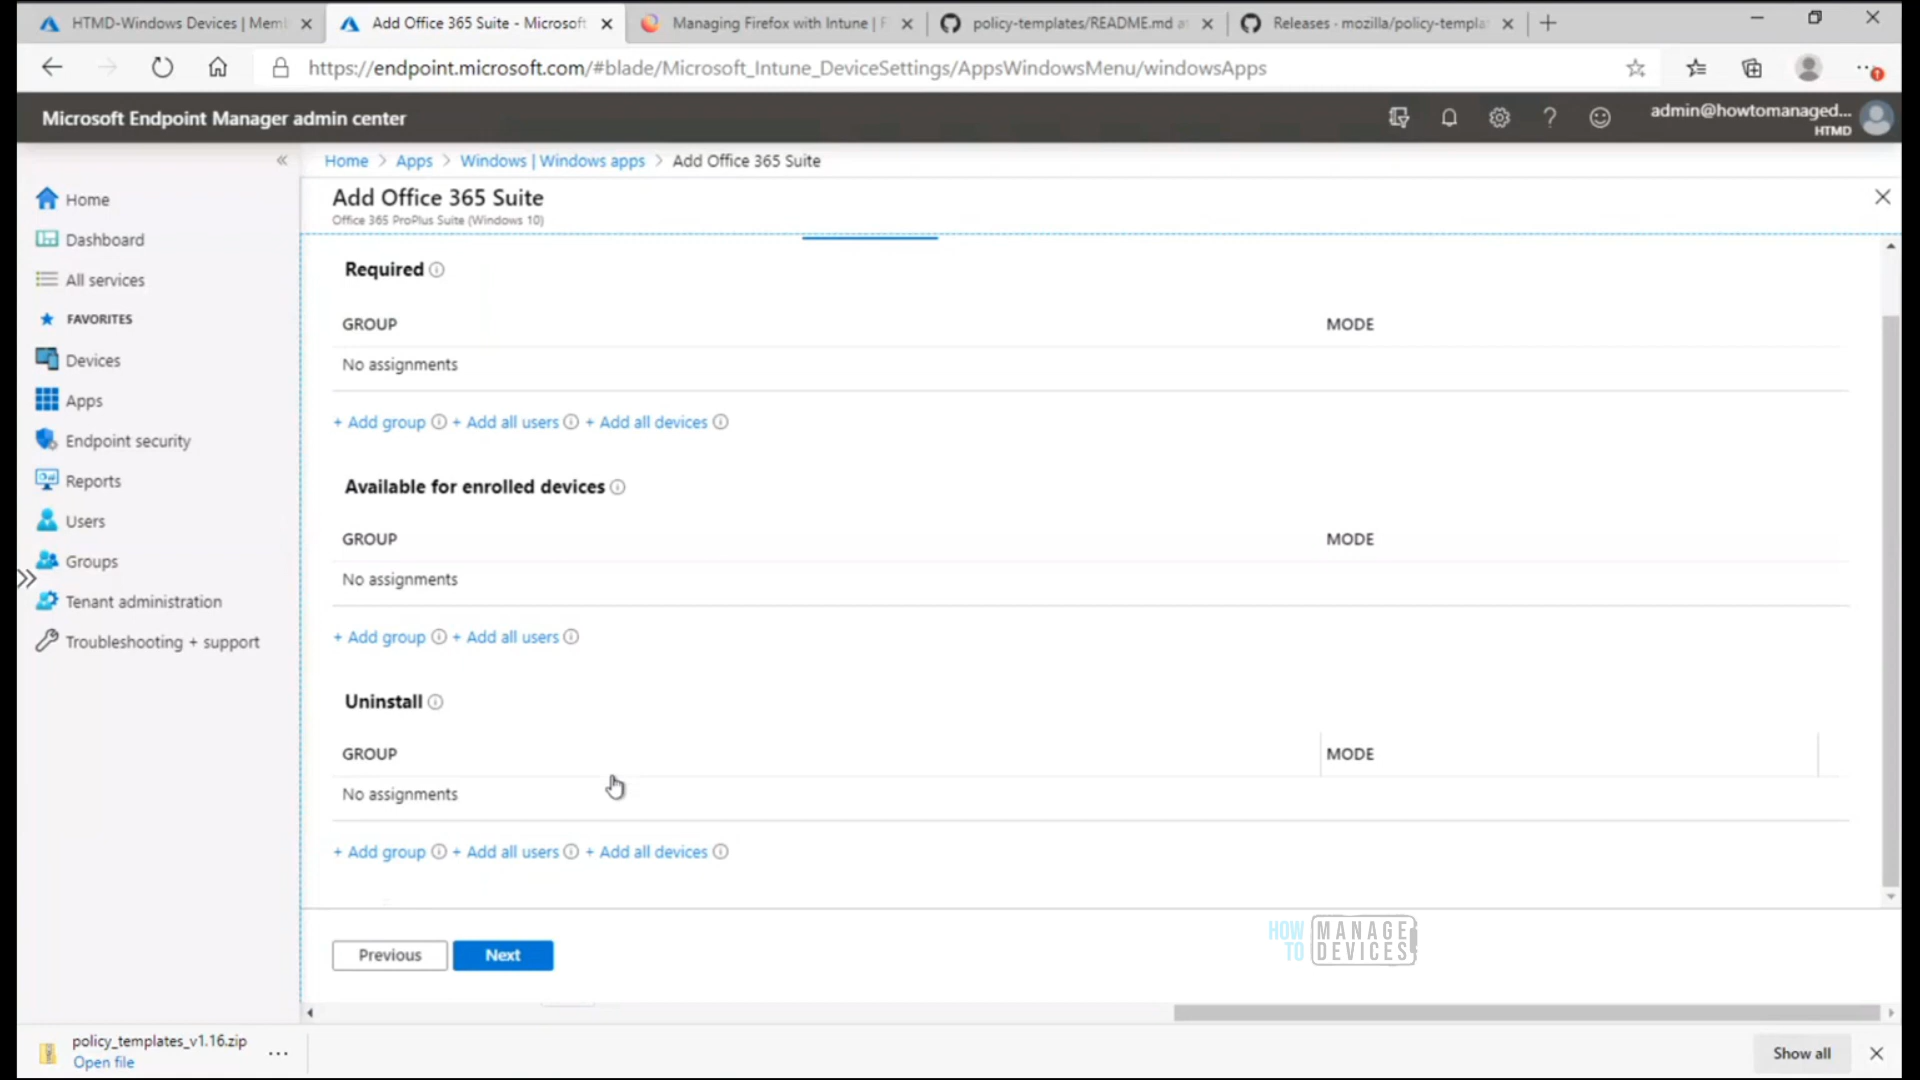 HTMD-Windows Devices | Mem
Add Office 365 Suite - Microsoft
Managing Firefox with Intune | F
policy-templates/README.md a
Releases · mozilla/policy-templa
https://endpoint.microsoft.com/#blade/Microsoft_Intune_DeviceSettings/AppsWindowsMenu/windowsApps
Microsoft Endpoint Manager admin center
admin@howtomanaged...
HTMD
Home > Apps > Windows | Windows apps > Add Office 365 Suite
Add Office 365 Suite
Office 365 ProPlus Suite (Windows 10)
Home
Dashboard
All services
FAVORITES
Devices
Apps
Endpoint security
Reports
Users
Groups
Tenant administration
Troubleshooting + support
Required
GROUP MODE
No assignments
+ Add group + Add all users + Add all devices
Available for enrolled devices
GROUP MODE
No assignments
+ Add group + Add all users
Uninstall
GROUP MODE
No assignments
+ Add group + Add all users + Add all devices
Previous Next
HOW TO MANAGE DEVICES
policy_templates_v1.16.zip
Open file
Show all